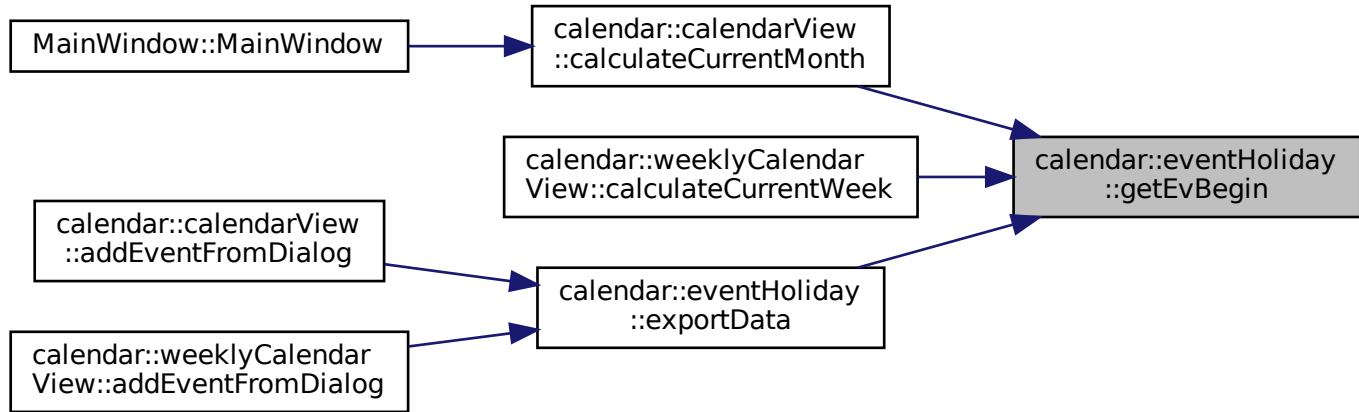 MainWindow::MainWindow
calendar::calendarView
::calculateCurrentMonth
calendar::weeklyCalendar
View::calculateCurrentWeek
calendar::eventHoliday
::getEvBegin
calendar::calendarView
::addEventFromDialog
calendar::eventHoliday
::exportData
calendar::weeklyCalendar
View::addEventFromDialog